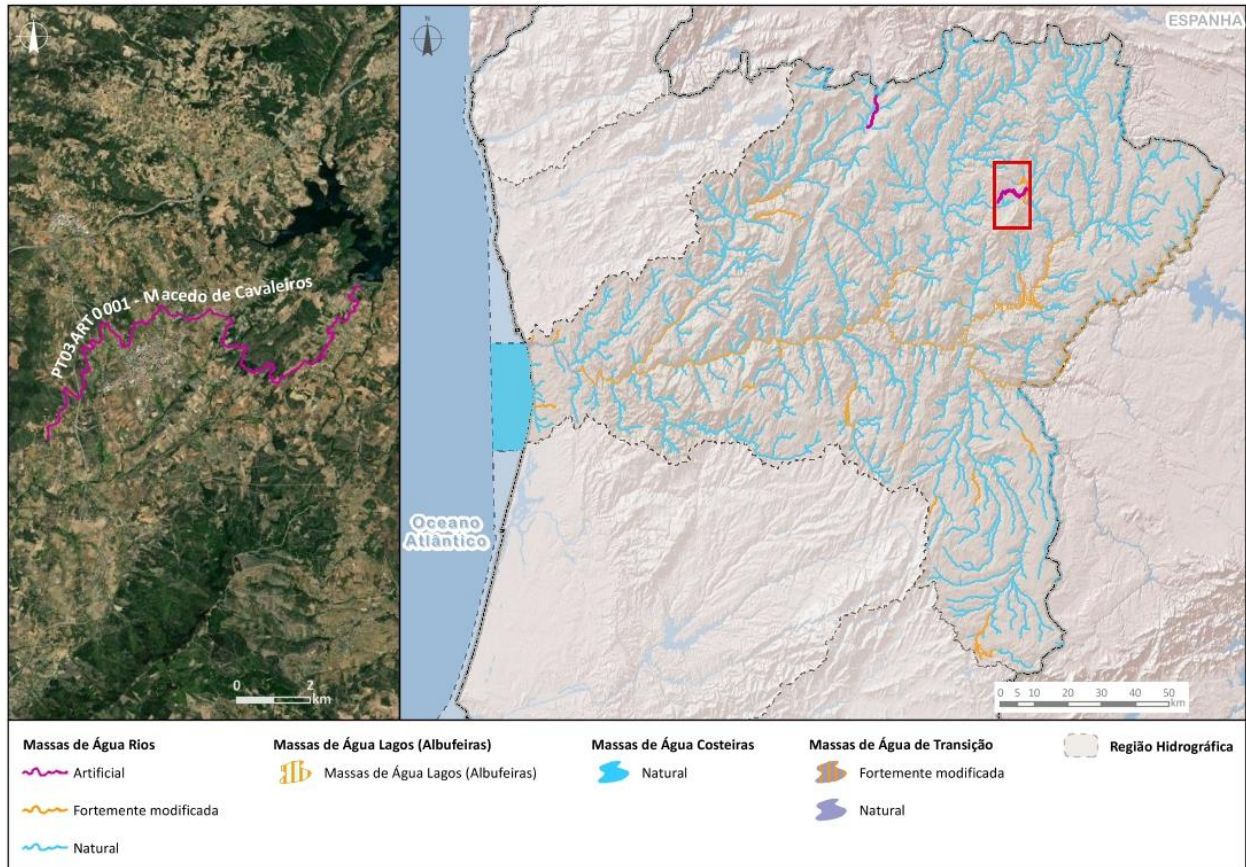 N
N
ESPANHA
PT03ART0001 - Macedo de Cavaleiros
Oceano
Atlântico
0 2
km
0 5 10 20 30 40 50
km
Massas de Água Rios
Artificial
Fortemente modificada
Natural
Massas de Água Lagos (Albufeiras)
Massas de Água Lagos (Albufeiras)
Massas de Água Costeiras
Natural
Massas de Água de Transição
Fortemente modificada
Natural
Região Hidrográfica